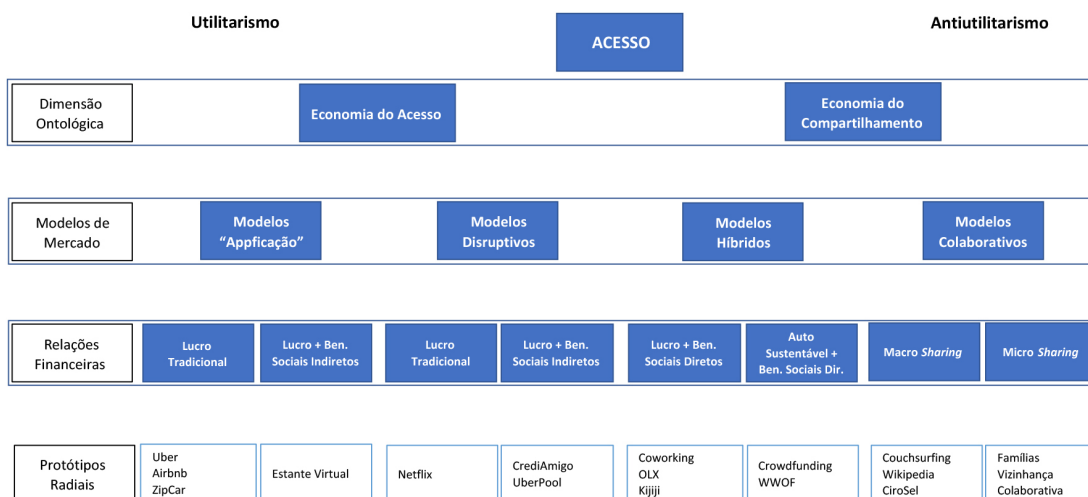 Utilitarismo
ACESSO
Antiutilitarismo
Dimensão
Ontológica
Economia do Acesso
Economia do
Compartilhamento
Modelos de
Mercado
Modelos
“Appficação”
Modelos
Disruptivos
Modelos
Híbridos
Modelos
Colaborativos
Relações
Financeiras
Lucro
Tradicional
Lucro + Ben.
Sociais Indiretos
Lucro
Tradicional
Lucro + Ben.
Sociais Indiretos
Lucro + Ben.
Sociais Diretos
Auto
Sustentável +
Ben. Sociais Dir.
Macro Sharing
Micro Sharing
Protótipos
Radiais
Uber
Airbnb
ZipCar
Estante Virtual
Netflix
CrediAmigo
UberPool
Coworking
OLX
Kijiji
Crowdfunding
WWOF
Couchsurfing
Wikipedia
CiroSel
Famílias
Vizinhança
Colaborativa